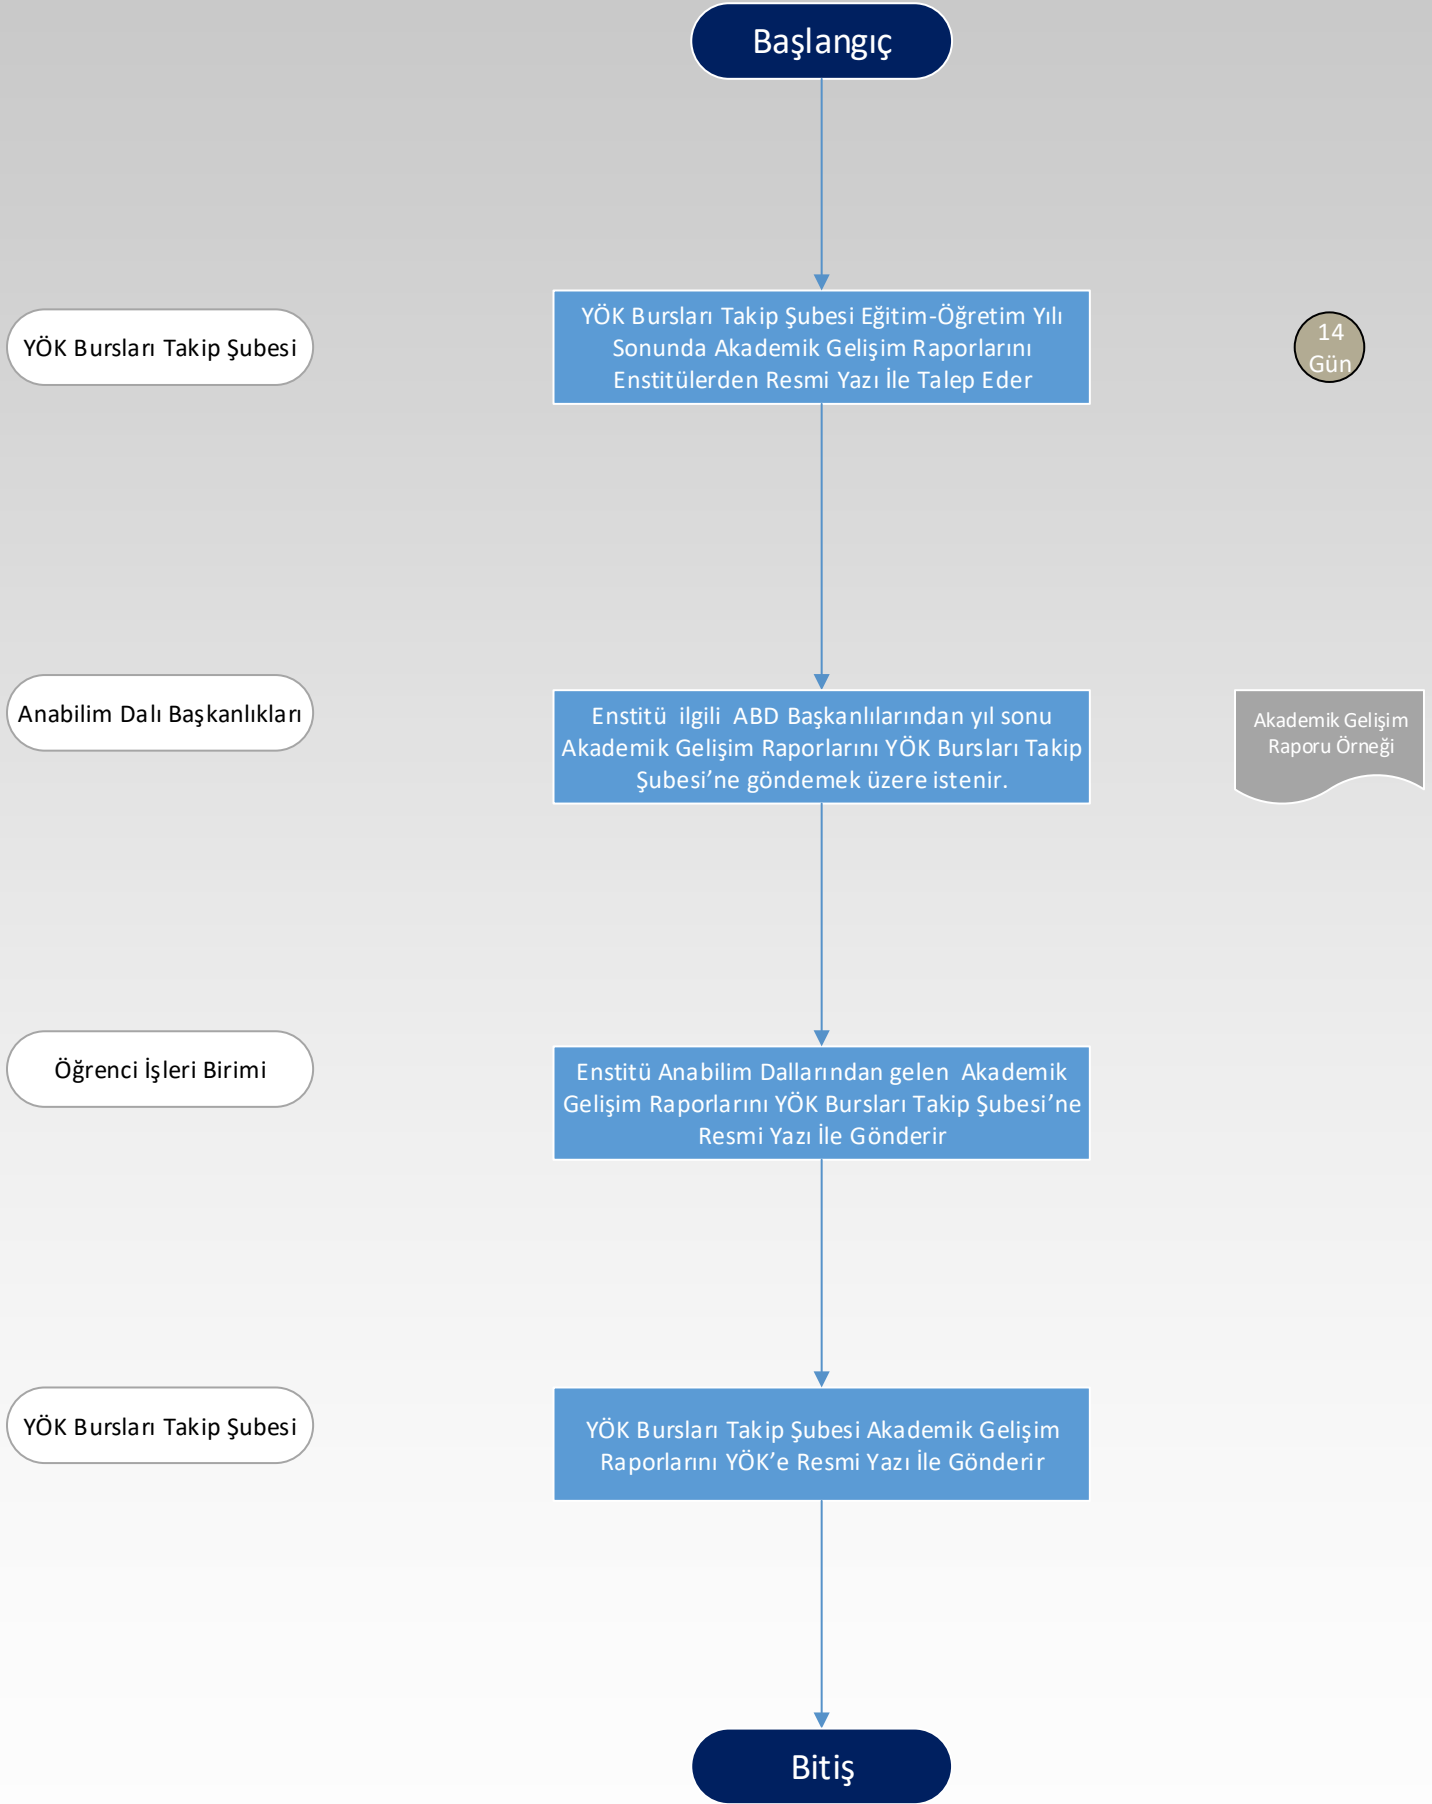 Başlangıç
YÖK Bursları Takip Şubesi
YÖK Bursları Takip Şubesi Eğitim-Öğretim Yılı
Sonunda Akademik Gelişim Raporlarını
Enstitülerden Resmi Yazı İle Talep Eder
14
Gün
Anabilim Dalı Başkanlıkları
Enstitü  ilgili  ABD Başkanlılarından yıl sonu
Akademik Gelişim Raporlarını YÖK Bursları Takip
Şubesi’ne göndemek üzere istenir.
Akademik Gelişim
Raporu Örneği
Öğrenci İşleri Birimi
Enstitü Anabilim Dallarından gelen  Akademik
Gelişim Raporlarını YÖK Bursları Takip Şubesi’ne
Resmi Yazı İle Gönderir
YÖK Bursları Takip Şubesi
YÖK Bursları Takip Şubesi Akademik Gelişim
Raporlarını YÖK’e Resmi Yazı İle Gönderir
Bitiş